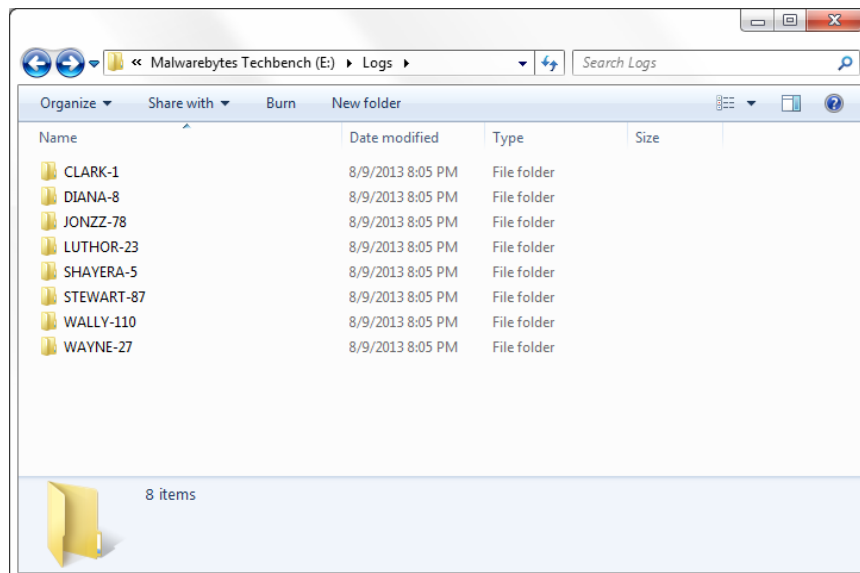 « Malwarebytes Techbench (E:) Logs Search Logs
Organize Share with Burn New folder
Name Date modified Type Size
CLARK-1 8/9/2013 8:05 PM File folder
DIANA-8 8/9/2013 8:05 PM File folder
JONZZ-78 8/9/2013 8:05 PM File folder
LUTHOR-23 8/9/2013 8:05 PM File folder
SHAYERA-5 8/9/2013 8:05 PM File folder
STEWART-87 8/9/2013 8:05 PM File folder
WALLY-110 8/9/2013 8:05 PM File folder
WAYNE-27 8/9/2013 8:05 PM File folder
8 items